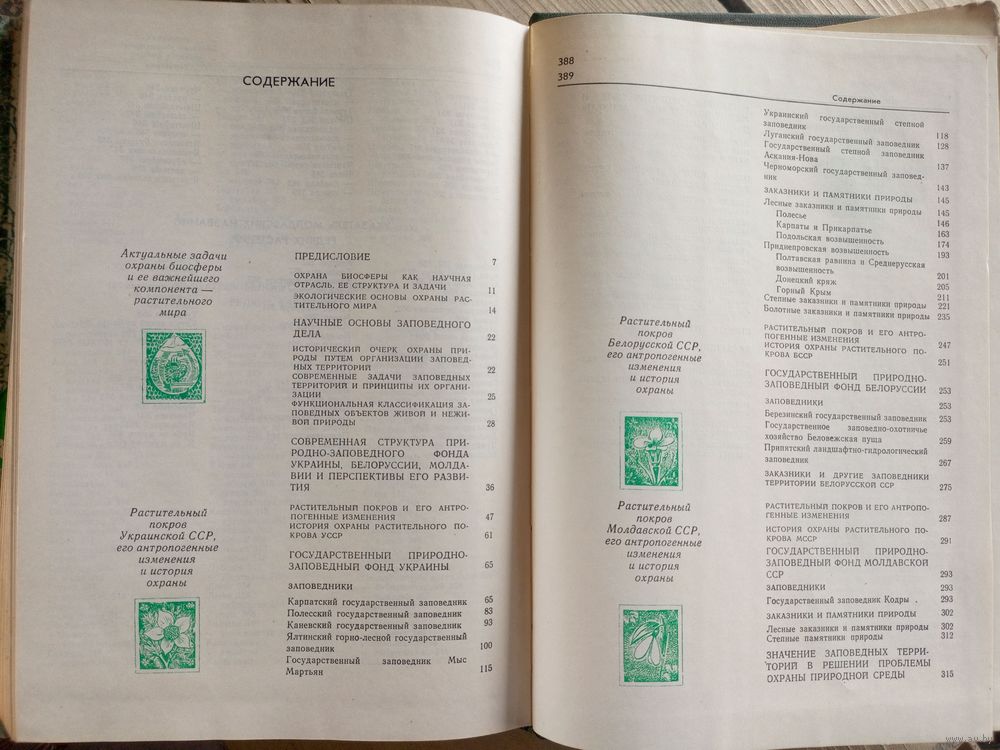 СОДЕРЖАНИЕ
Актуальные задачи
охраны биосферы
и ее важнейшего
компонента —
растительного
мира
ПРЕДИСЛОВИЕ 7
ОХРАНА БИОСФЕРЫ КАК НАУЧНАЯ
ОТРАСЛЬ, ЕЕ СТРУКТУРА И ЗАДАЧИ 11
ЭКОЛОГИЧЕСКИЕ ОСНОВЫ ОХРАНЫ РАС-
ТИТЕЛЬНОГО МИРА 14
НАУЧНЫЕ ОСНОВЫ ЗАПОВЕДНОГО
ДЕЛА 22
ИСТОРИЧЕСКИЙ ОЧЕРК ОХРАНЫ ПРИ-
РОДЫ ПУТЕМ ОРГАНИЗАЦИИ ЗАПОВЕД-
НЫХ ТЕРРИТОРИЙ 22
СОВРЕМЕННЫЕ ЗАДАЧИ ЗАПОВЕДНЫХ
ТЕРРИТОРИЙ И ПРИНЦИПЫ ИХ ОРГАНИ-
ЗАЦИИ 25
ФУНКЦИОНАЛЬНАЯ КЛАССИФИКАЦИЯ ЗА-
ПОВЕДНЫХ ОБЪЕКТОВ ЖИВОЙ И НЕЖИ-
ВОЙ ПРИРОДЫ 28
СОВРЕМЕННАЯ СТРУКТУРА ПРИ-
РОДНО-ЗАПОВЕДНОГО ФОНДА
УКРАИНЫ, БЕЛОРУССИИ, МОЛДА-
ВИИ И ПЕРСПЕКТИВЫ ЕГО РАЗВИ-
ТИЯ 36
Растительный
покров
Украинской ССР,
его антропогенные
изменения
и история
охраны
РАСТИТЕЛЬНЫЙ ПОКРОВ И ЕГО АНТРО-
ПОГЕННЫЕ ИЗМЕНЕНИЯ 47
ИСТОРИЯ ОХРАНЫ РАСТИТЕЛЬНОГО ПО-
КРОВА УССР 61
ГОСУДАРСТВЕННЫЙ ПРИРОДНО-
ЗАПОВЕДНЫЙ ФОНД УКРАИНЫ 65
ЗАПОВЕДНИКИ
Карпатский государственный заповедник 65
Полесский государственный заповедник 83
Каневский государственный заповедник 93
Ялтинский горно-лесной государственный
заповедник 100
Государственный заповедник Мыс
Мартьян 115
388
389
Содержание
Украинский государственный степной
заповедник 118
Луганский государственный заповедник 128
Государственный степной заповедник
Аскания-Нова 137
Черноморский государственный заповед-
ник 143
ЗАКАЗНИКИ И ПАМЯТНИКИ ПРИРОДЫ 145
Лесные заказники и памятники природы 145
Полесье 146
Карпаты и Прикарпатье 163
Подольская возвышенность 174
Приднепровская возвышенность 193
Полтавская равнина и Среднерусская
возвышенность 201
Донецкий кряж 205
Горный Крым 211
Степные заказники и памятники природы 221
Болотные заказники и памятники природы 235
Растительный
покров
Белорусской ССР,
его антропогенные
изменения
и история
охраны
РАСТИТЕЛЬНЫЙ ПОКРОВ И ЕГО АНТРО-
ПОГЕННЫЕ ИЗМЕНЕНИЯ 247
ИСТОРИЯ ОХРАНЫ РАСТИТЕЛЬНОГО ПО-
КРОВА БССР 251
ГОСУДАРСТВЕННЫЙ ПРИРОДНО-
ЗАПОВЕДНЫЙ ФОНД БЕЛОРУССИИ 253
ЗАПОВЕДНИКИ 253
Березинский государственный заповедник 253
Государственное заповедно-охотничье
хозяйство Беловежская пуща 259
Припятский ландшафтно-гидрологический
заповедник 267
ЗАКАЗНИКИ И ДРУГИЕ ЗАПОВЕДНИКИ
ТЕРРИТОРИИ БЕЛОРУССКОЙ ССР 275
Растительный
покров
Молдавской ССР,
его антропогенные
изменения
и история
охраны
РАСТИТЕЛЬНЫЙ ПОКРОВ И ЕГО АНТРОПО-
ГЕННЫЕ ИЗМЕНЕНИЯ 287
ИСТОРИЯ ОХРАНЫ РАСТИТЕЛЬНОГО ПО-
КРОВА МССР 291
ГОСУДАРСТВЕННЫЙ ПРИРОДНО-
ЗАПОВЕДНЫЙ ФОНД МОЛДАВСКОЙ
ССР 293
ЗАПОВЕДНИКИ 293
Государственный заповедник Кодры . 293
ЗАКАЗНИКИ И ПАМЯТНИКИ ПРИРОДЫ 302
Лесные заказники и памятники природы 302
Степные памятники природы 312
ЗНАЧЕНИЕ ЗАПОВЕДНЫХ ТЕРРИ-
ТОРИЙ В РЕШЕНИИ ПРОБЛЕМЫ
ОХРАНЫ ПРИРОДНОЙ СРЕДЫ 315
www.ay.by